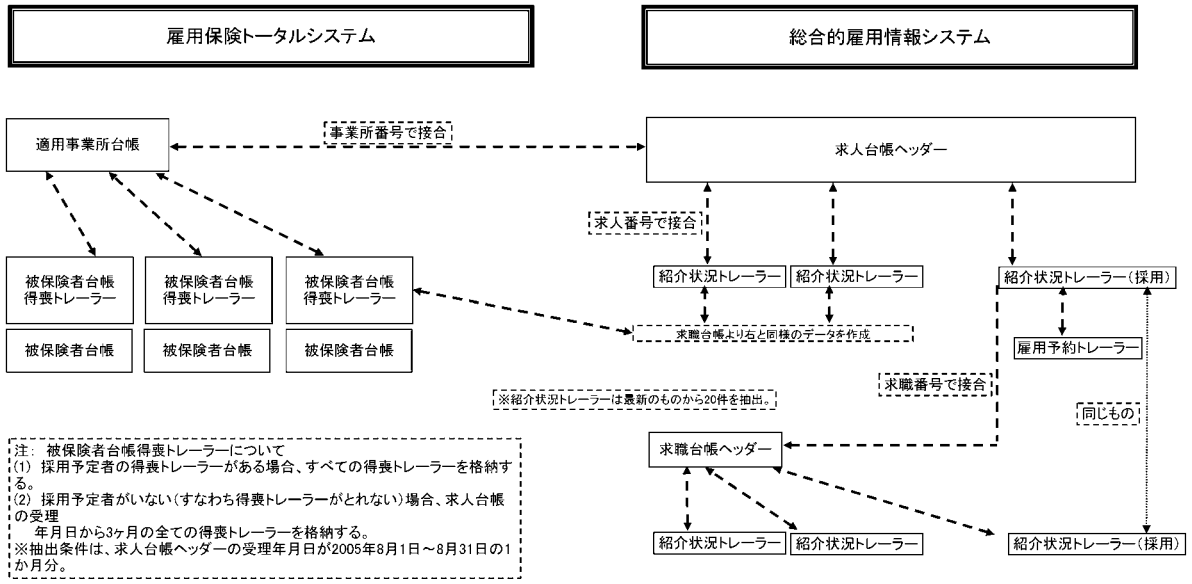 雇用保険トータルシステム
総合的雇用情報システム
適用事業所台帳
事業所番号で接合
求人台帳ヘッダー
求人番号で接合
被保険者台帳
得喪トレーラー
被保険者台帳
得喪トレーラー
被保険者台帳
得喪トレーラー
紹介状況トレーラー
紹介状況トレーラー
紹介状況トレーラー(採用)
被保険者台帳
被保険者台帳
被保険者台帳
求職台帳より右と同様のデータを作成
雇用予約トレーラー
※紹介状況トレーラーは最新のものから20件を抽出。
求職番号で接合
同じもの
求職台帳ヘッダー
注: 被保険者台帳得喪トレーラーについて
(1) 採用予定者の得喪トレーラーがある場合、すべての得喪トレーラーを格納す
る。
(2) 採用予定者がいない(すなわち得喪トレーラーがとれない)場合、求人台帳
の受理
年月日から3ヶ月の全ての得喪トレーラーを格納する。
※抽出条件は、求人台帳ヘッダーの受理年月日が2005年8月1日~8月31日の1
か月分。
紹介状況トレーラー
紹介状況トレーラー
紹介状況トレーラー(採用)